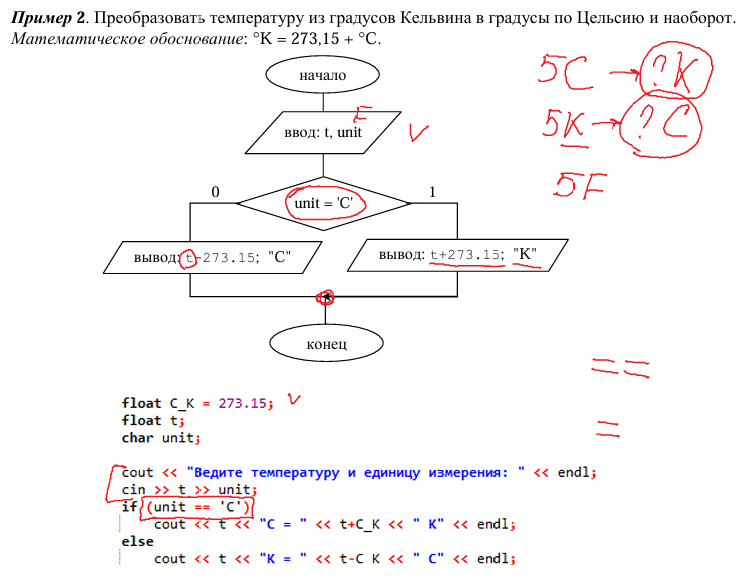 Пример 2. Преобразовать температуру из градусов Кельвина в градусы по Цельсию и наоборот.
Математическое обоснование: °K = 273,15 + °C.
начало
5C → ?K
F
ввод: t, unit
V
5K → ?C
5F
0
1
unit = 'C'
вывод: t-273.15; "C"
вывод: t+273.15; "K"
конец
==
float C_K = 273.15; V
float t;
=
char unit;
cout << "Ведите температуру и единицу измерения: " << endl;
cin >> t >> unit;
if (unit == 'C')
cout << t << "C = " << t+C_K << " K" << endl;
else
cout << t << "K = " << t-C_K << " C" << endl;